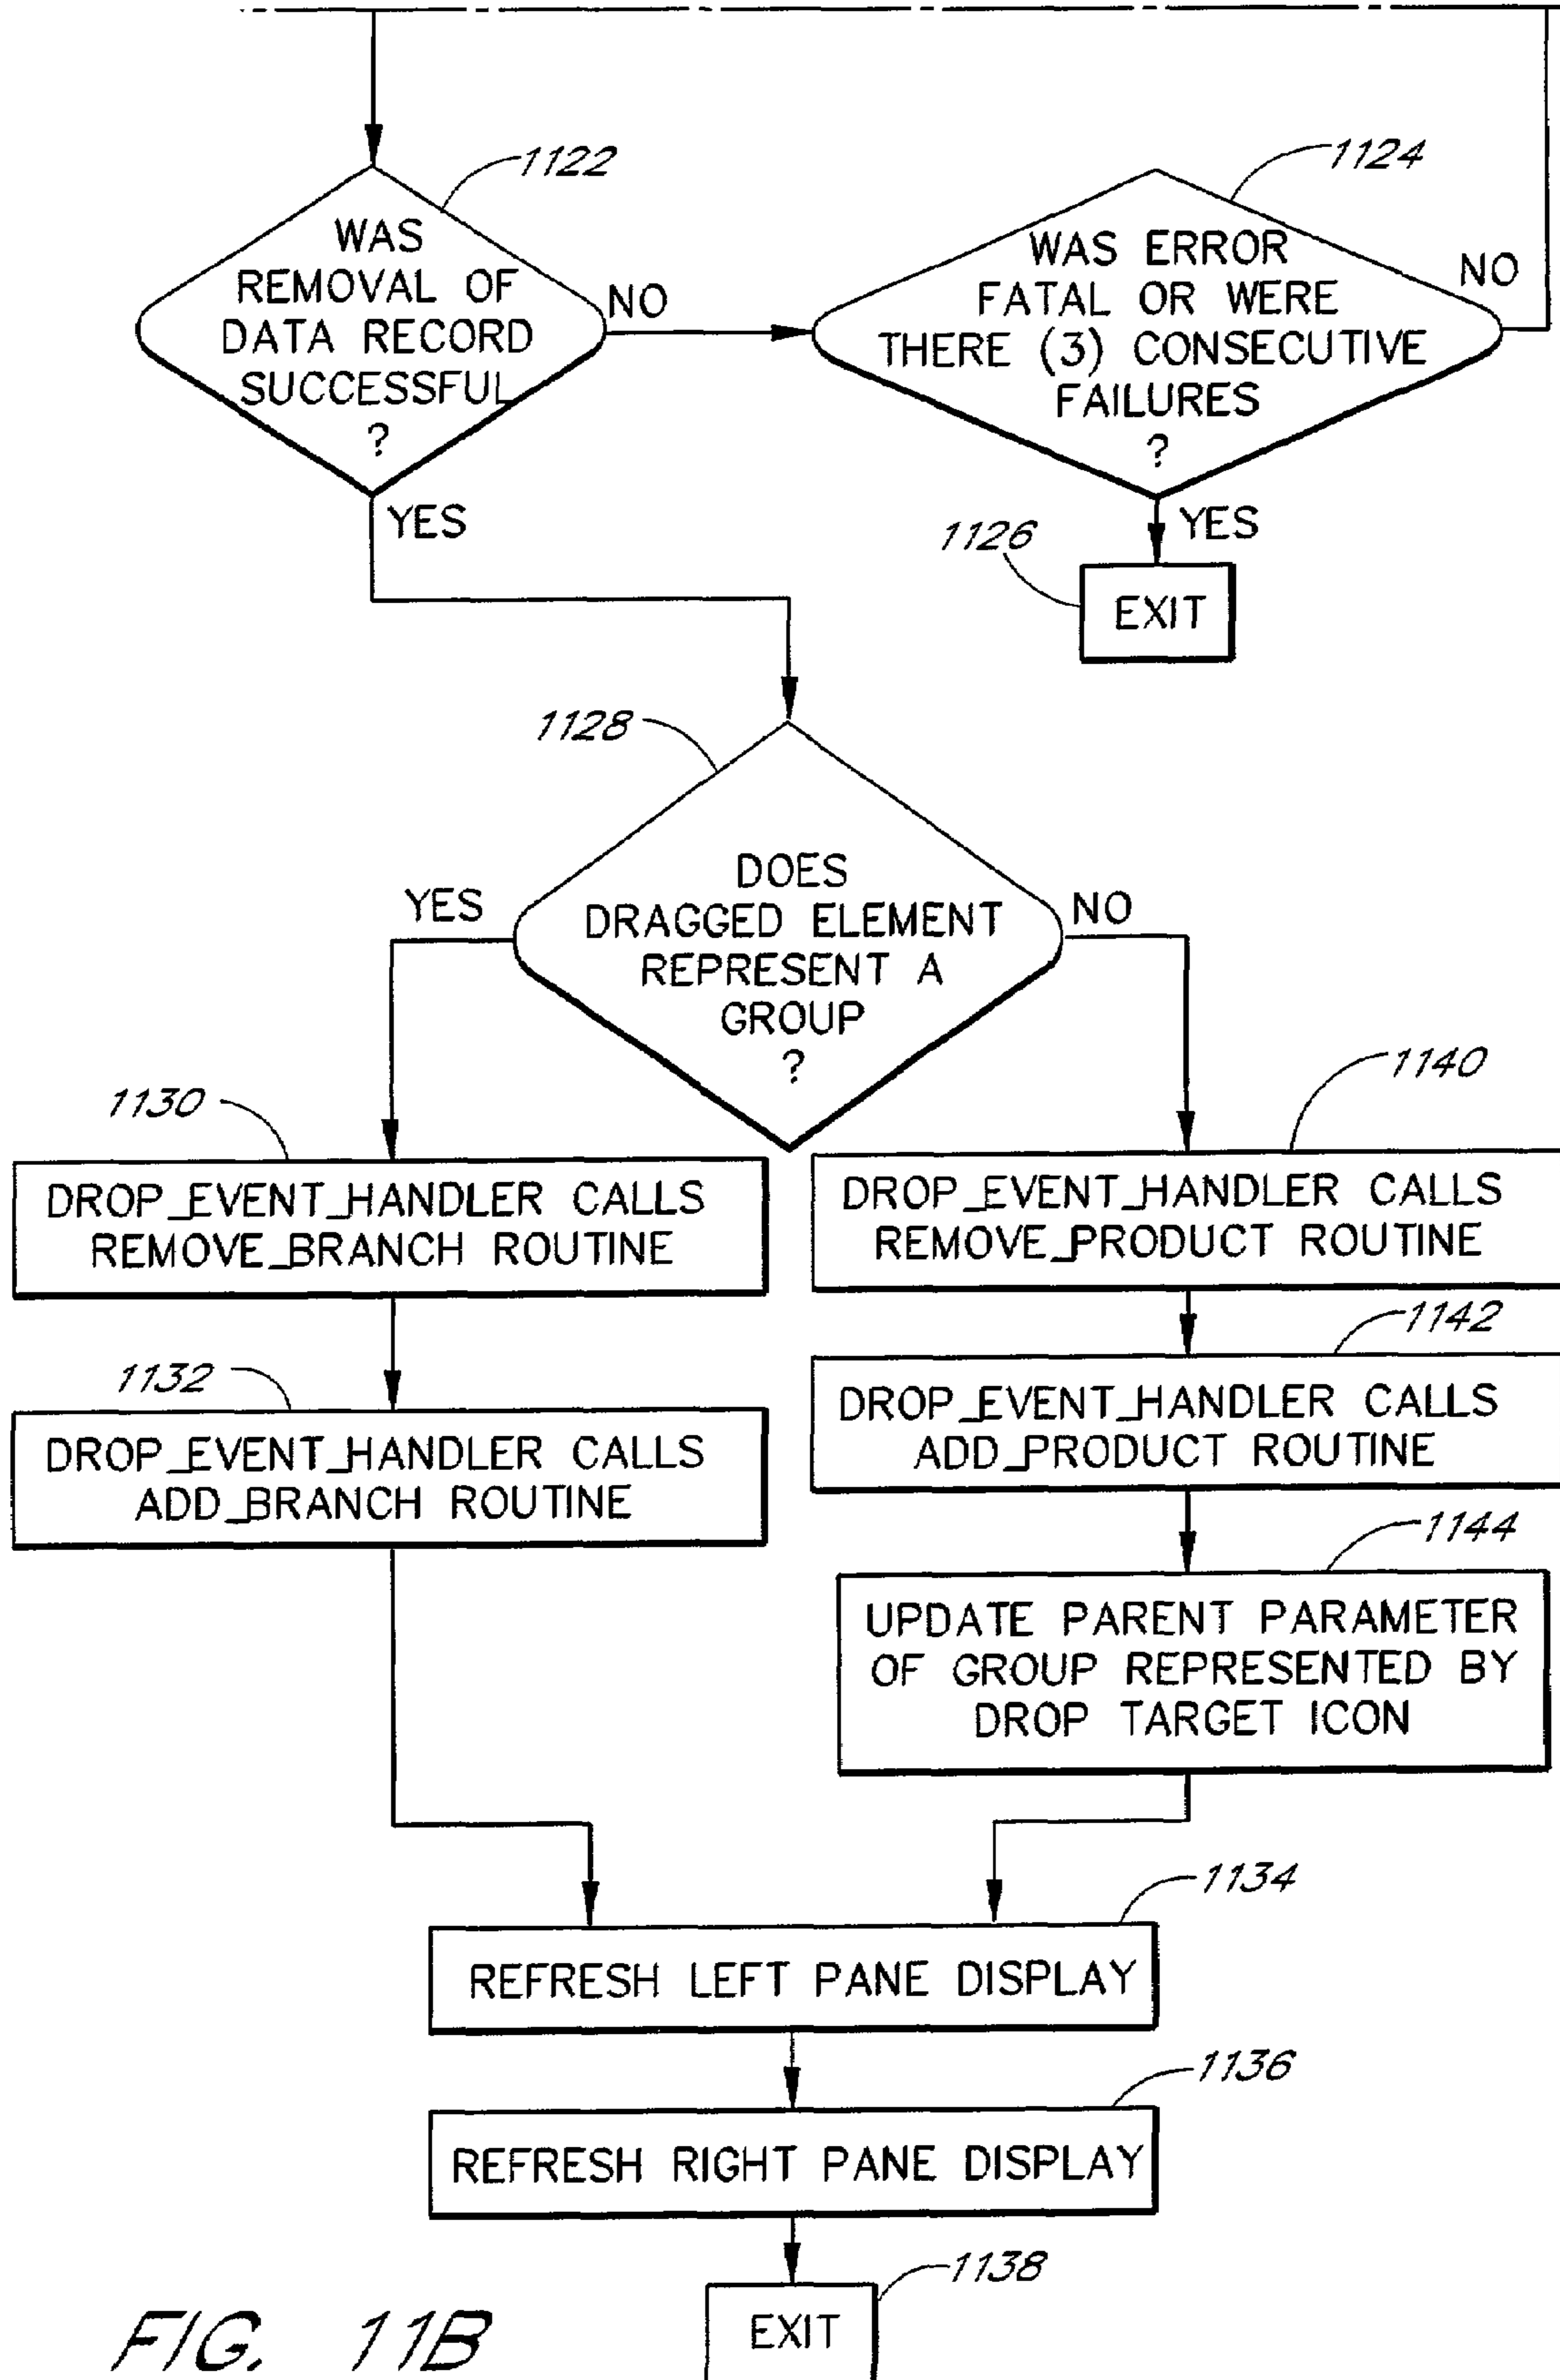 1122
WAS
REMOVAL OF
DATA RECORD
SUCCESSFUL
?
NO
YES
1124
WAS ERROR
FATAL OR WERE
THERE (3) CONSECUTIVE
FAILURES
?
NO
YES
1126
EXIT
1128
DOES
DRAGGED ELEMENT
REPRESENT A
GROUP
?
YES
NO
1130
DROP_EVENT_HANDLER CALLS
REMOVE_BRANCH ROUTINE
1140
DROP_EVENT_HANDLER CALLS
REMOVE_PRODUCT ROUTINE
1132
DROP_EVENT_HANDLER CALLS
ADD_BRANCH ROUTINE
1142
DROP_EVENT_HANDLER CALLS
ADD_PRODUCT ROUTINE
1144
UPDATE PARENT PARAMETER
OF GROUP REPRESENTED BY
DROP TARGET ICON
1134
REFRESH LEFT PANE DISPLAY
1136
REFRESH RIGHT PANE DISPLAY
1138
EXIT
FIG. 11B